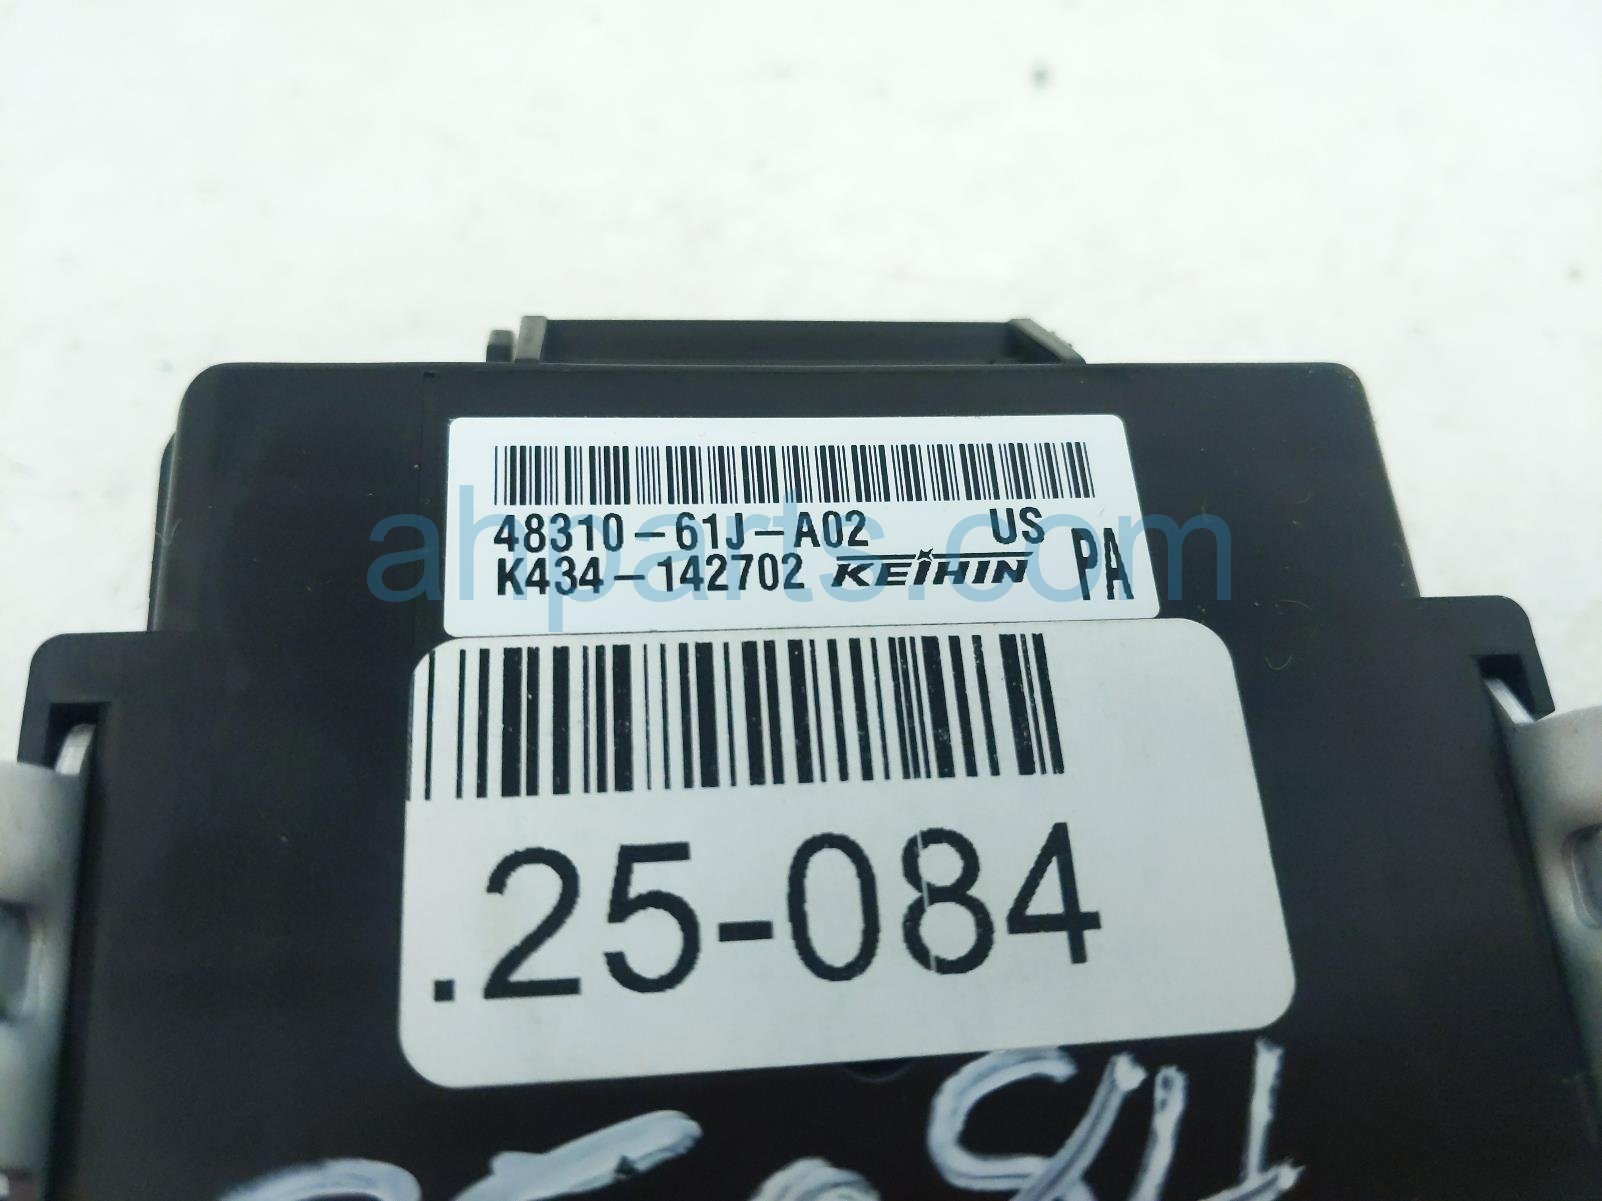 48310-61J-A02 US
K434-142702 KEIHIN PA
ahparts.com
.25-084